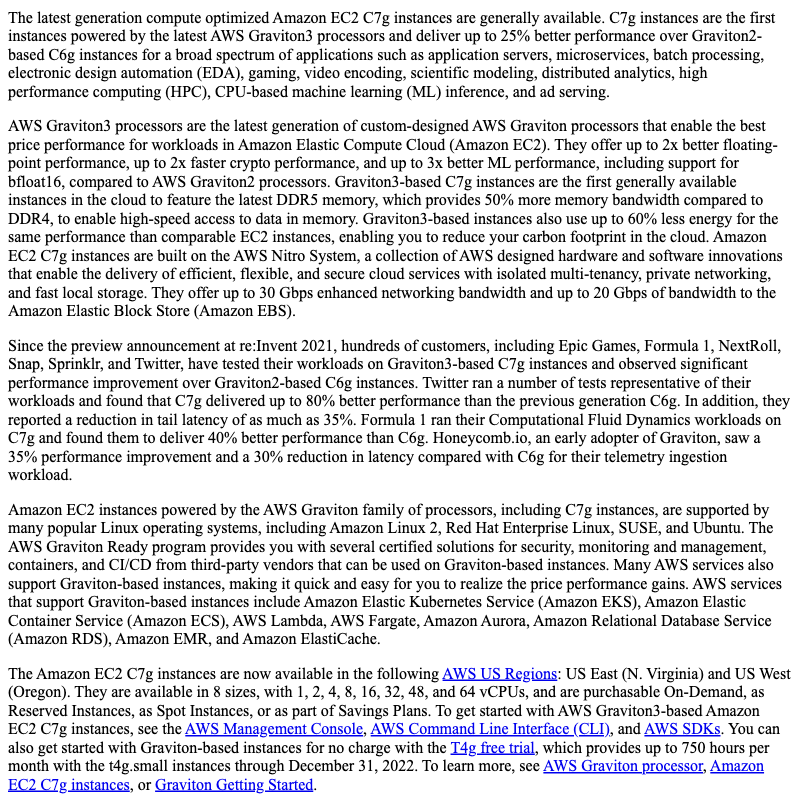 The latest generation compute optimized Amazon EC2 C7g instances are generally available. C7g instances are the first
instances powered by the latest AWS Graviton3 processors and deliver up to 25% better performance over Graviton2-
based C6g instances for a broad spectrum of applications such as application servers, microservices, batch processing,
electronic design automation (EDA), gaming, video encoding, scientific modeling, distributed analytics, high
performance computing (HPC), CPU-based machine learning (ML) inference, and ad serving.
AWS Graviton3 processors are the latest generation of custom-designed AWS Graviton processors that enable the best
price performance for workloads in Amazon Elastic Compute Cloud (Amazon EC2). They offer up to 2x better floating-
point performance, up to 2x faster crypto performance, and up to 3x better ML performance, including support for
bfloat16, compared to AWS Graviton2 processors. Graviton3-based C7g instances are the first generally available
instances in the cloud to feature the latest DDR5 memory, which provides 50% more memory bandwidth compared to
DDR4, to enable high-speed access to data in memory. Graviton3-based instances also use up to 60% less energy for the
same performance than comparable EC2 instances, enabling you to reduce your carbon footprint in the cloud. Amazon
EC2 C7g instances are built on the AWS Nitro System, a collection of AWS designed hardware and software innovations
that enable the delivery of efficient, flexible, and secure cloud services with isolated multi-tenancy, private networking,
and fast local storage. They offer up to 30 Gbps enhanced networking bandwidth and up to 20 Gbps of bandwidth to the
Amazon Elastic Block Store (Amazon EBS).
Since the preview announcement at re:Invent 2021, hundreds of customers, including Epic Games, Formula 1, NextRoll,
Snap, Sprinklr, and Twitter, have tested their workloads on Graviton3-based C7g instances and observed significant
performance improvement over Graviton2-based C6g instances. Twitter ran a number of tests representative of their
workloads and found that C7g delivered up to 80% better performance than the previous generation C6g. In addition, they
reported a reduction in tail latency of as much as 35%. Formula 1 ran their Computational Fluid Dynamics workloads on
C7g and found them to deliver 40% better performance than C6g. Honeycomb.io, an early adopter of Graviton, saw a
35% performance improvement and a 30% reduction in latency compared with C6g for their telemetry ingestion
workload.
Amazon EC2 instances powered by the AWS Graviton family of processors, including C7g instances, are supported by
many popular Linux operating systems, including Amazon Linux 2, Red Hat Enterprise Linux, SUSE, and Ubuntu. The
AWS Graviton Ready program provides you with several certified solutions for security, monitoring and management,
containers, and CI/CD from third-party vendors that can be used on Graviton-based instances. Many AWS services also
support Graviton-based instances, making it quick and easy for you to realize the price performance gains. AWS services
that support Graviton-based instances include Amazon Elastic Kubernetes Service (Amazon EKS), Amazon Elastic
Container Service (Amazon ECS), AWS Lambda, AWS Fargate, Amazon Aurora, Amazon Relational Database Service
(Amazon RDS), Amazon EMR, and Amazon ElastiCache.
The Amazon EC2 C7g instances are now available in the following AWS US Regions: US East (N. Virginia) and US West
(Oregon). They are available in 8 sizes, with 1, 2, 4, 8, 16, 32, 48, and 64 vCPUs, and are purchasable On-Demand, as
Reserved Instances, as Spot Instances, or as part of Savings Plans. To get started with AWS Graviton3-based Amazon
EC2 C7g instances, see the AWS Management Console, AWS Command Line Interface (CLI), and AWS SDKs. You can
also get started with Graviton-based instances for no charge with the T4g free trial, which provides up to 750 hours per
month with the t4g.small instances through December 31, 2022. To learn more, see AWS Graviton processor, Amazon
EC2 C7g instances, or Graviton Getting Started.